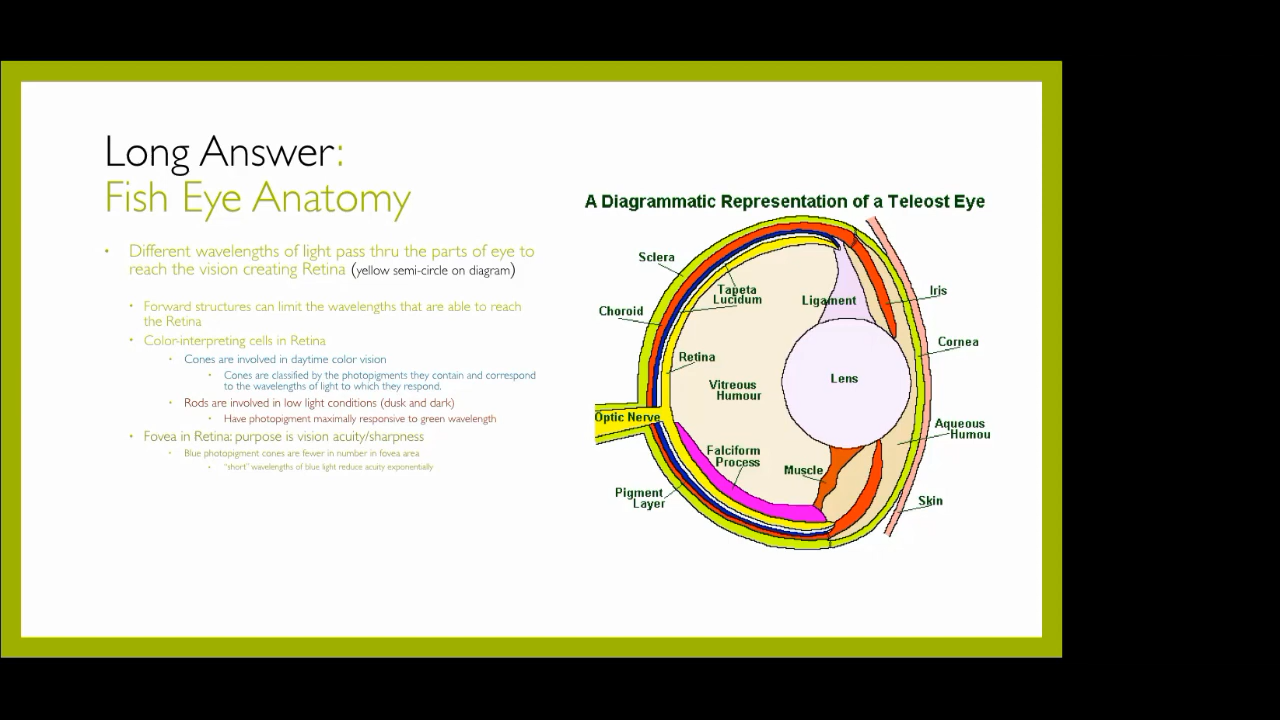 Long Answer:
Fish Eye Anatomy
• Different wavelengths of light pass thru the parts of eye to
reach the vision creating Retina (yellow semi-circle on diagram)
• Forward structures can limit the wavelengths that are able to reach
the Retina
• Color-interpreting cells in Retina
• Cones are involved in daytime color vision
• Cones are classified by the photopigments they contain and correspond
to the wavelengths of light to which they respond.
• Rods are involved in low light conditions (dusk and dark)
• Have photopigment maximally responsive to green wavelength
• Fovea in Retina: purpose is vision acuity/sharpness
• Blue photopigment cones are fewer in number in fovea area
• "short" wavelengths of blue light reduce acuity exponentially
A Diagrammatic Representation of a Teleost Eye
Sclera
Tapeta
Lucidum
Ligament
Iris
Choroid
Cornea
Retina
Lens
Vitreous
Humour
Optic Nerve
Aqueous
Humou
Falciform
Process
Muscle
Pigment
Layer
Skin